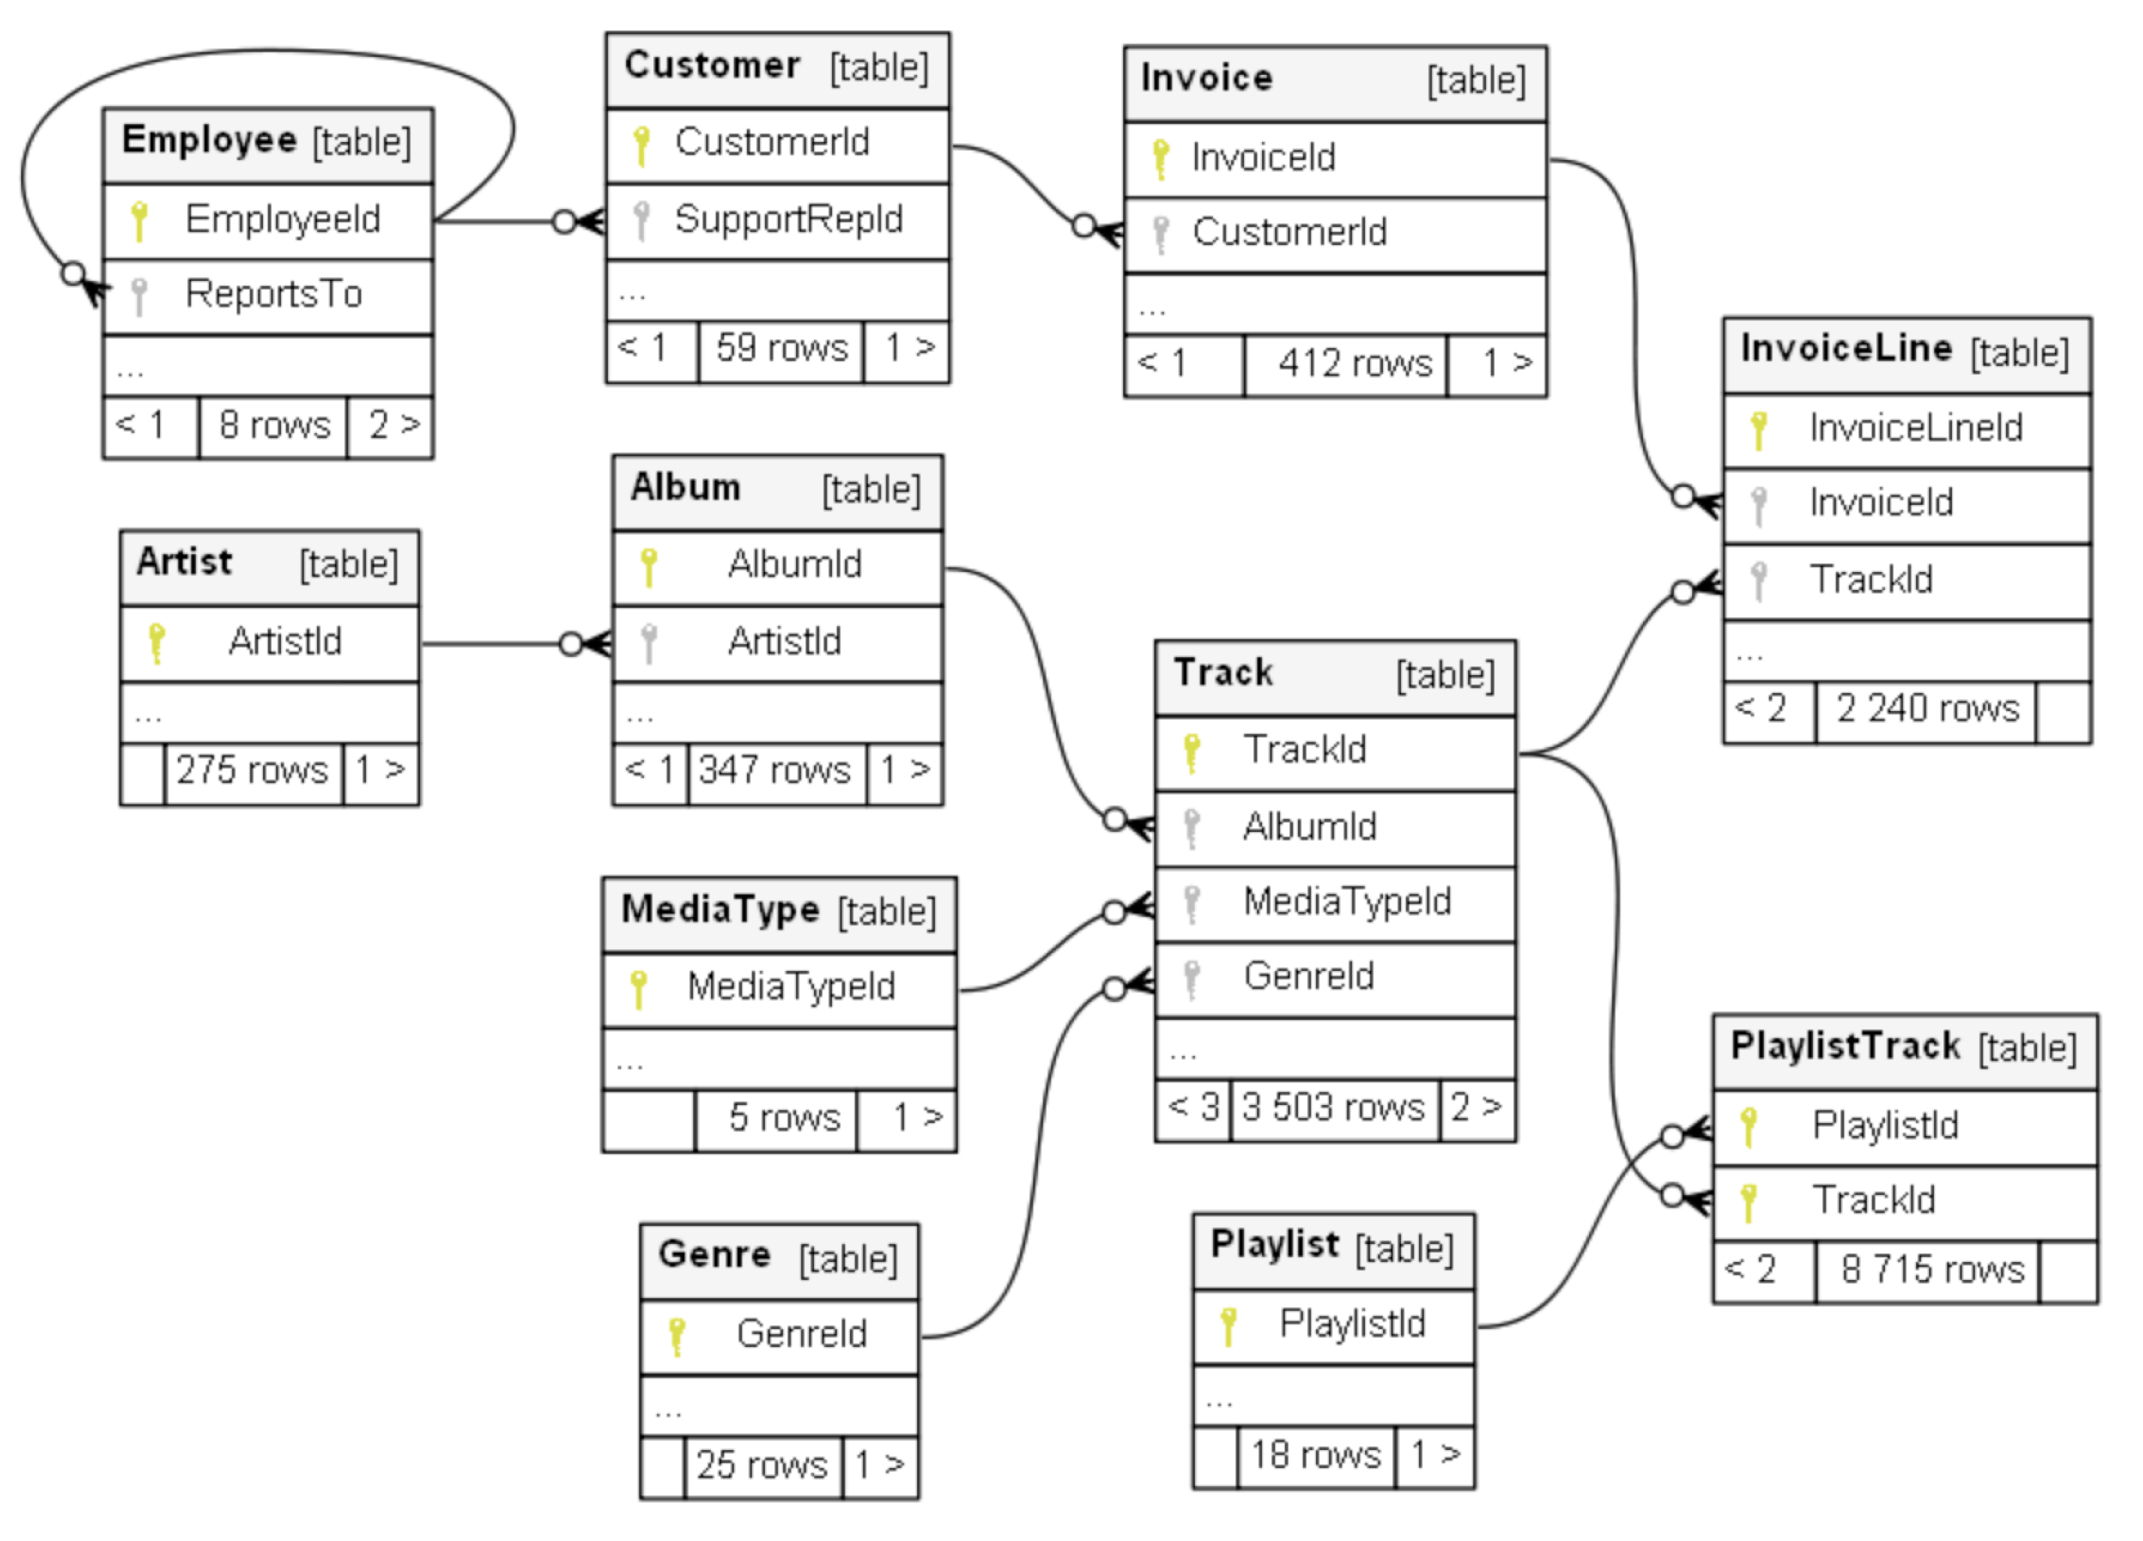 Employee [table]
EmployeeId
ReportsTo
...
< 1 8 rows 2 >
Customer [table]
CustomerId
SupportRepId
...
< 1 59 rows 1 >
Invoice [table]
InvoiceId
CustomerId
...
< 1 412 rows 1 >
InvoiceLine [table]
InvoiceLineId
InvoiceId
TrackId
...
< 2 2 240 rows
Artist [table]
ArtistId
...
275 rows 1 >
Album [table]
AlbumId
ArtistId
...
< 1 347 rows 1 >
Track [table]
TrackId
AlbumId
MediaTypeId
GenreId
...
< 3 3 503 rows 2 >
MediaType [table]
MediaTypeId
...
5 rows 1 >
Genre [table]
GenreId
...
25 rows 1 >
Playlist [table]
PlaylistId
...
18 rows 1 >
PlaylistTrack [table]
PlaylistId
TrackId
< 2 8 715 rows